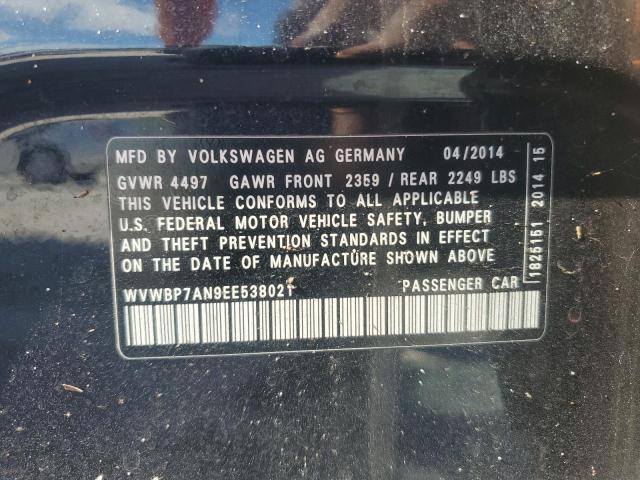 MFD BY VOLKSWAGEN AG GERMANY 04/2014
GVWR 4497 GAWR FRONT 2359 / REAR 2249 LBS
THIS VEHICLE CONFORMS TO ALL APPLICABLE
U.S. FEDERAL MOTOR VEHICLE SAFETY, BUMPER
AND THEFT PREVENTION STANDARDS IN EFFECT
ON THE DATE OF MANUFACTURE SHOWN ABOVE
WVWBP7AN9EE538021 PASSENGER CAR
1825151 2014 15